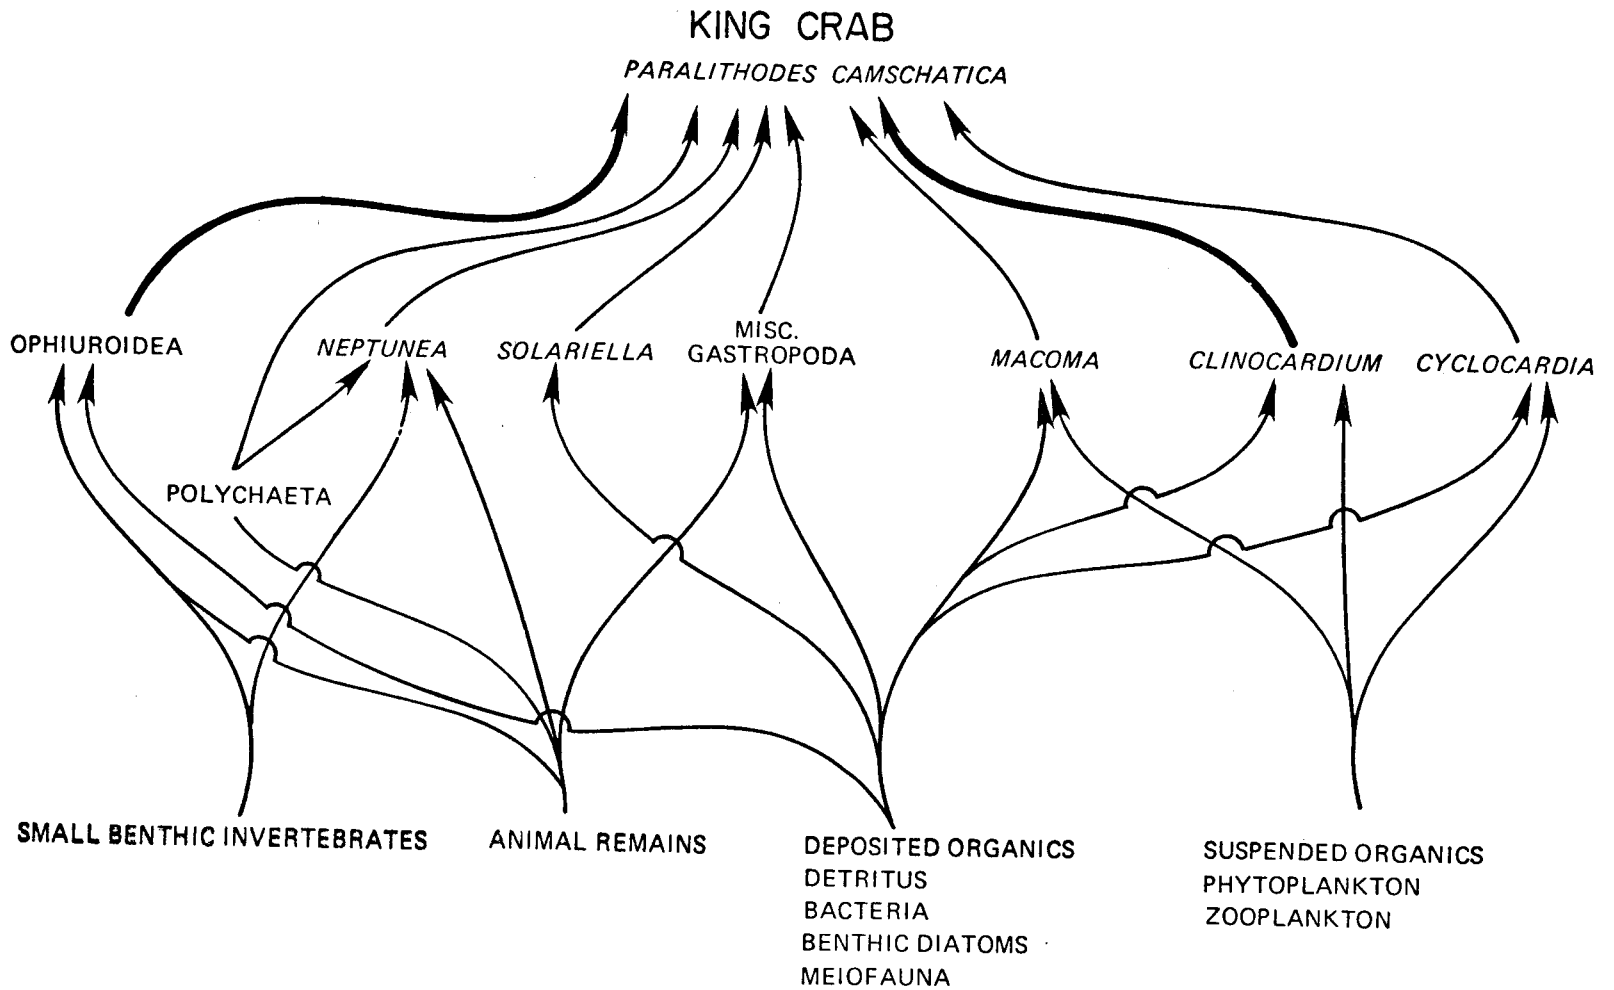 KING CRAB
PARALITHODES CAMSCHATICA
OPHIUROIDEA
NEPTUNEA
SOLARIELLA
MISC.
GASTROPODA
MACOMA
CLINOCARDIUM
CYCLOCARDIA
POLYCHAETA
SMALL BENTHIC INVERTEBRATES
ANIMAL REMAINS
DEPOSITED ORGANICS
DETRITUS
BACTERIA
BENTHIC DIATOMS
MEIOFAUNA
SUSPENDED ORGANICS
PHYTOPLANKTON
ZOOPLANKTON